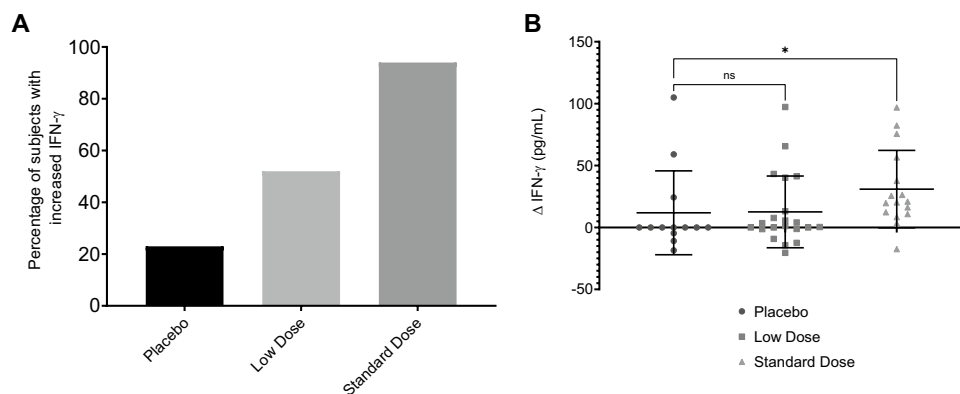 A
Percentage of subjects with
increased IFN-γ
100
80
60
40
20
0
Placebo
Low Dose
Standard Dose
B
Δ IFN-γ (pg/mL)
150
100
50
0
-50
*
ns
Placebo
Low Dose
Standard Dose